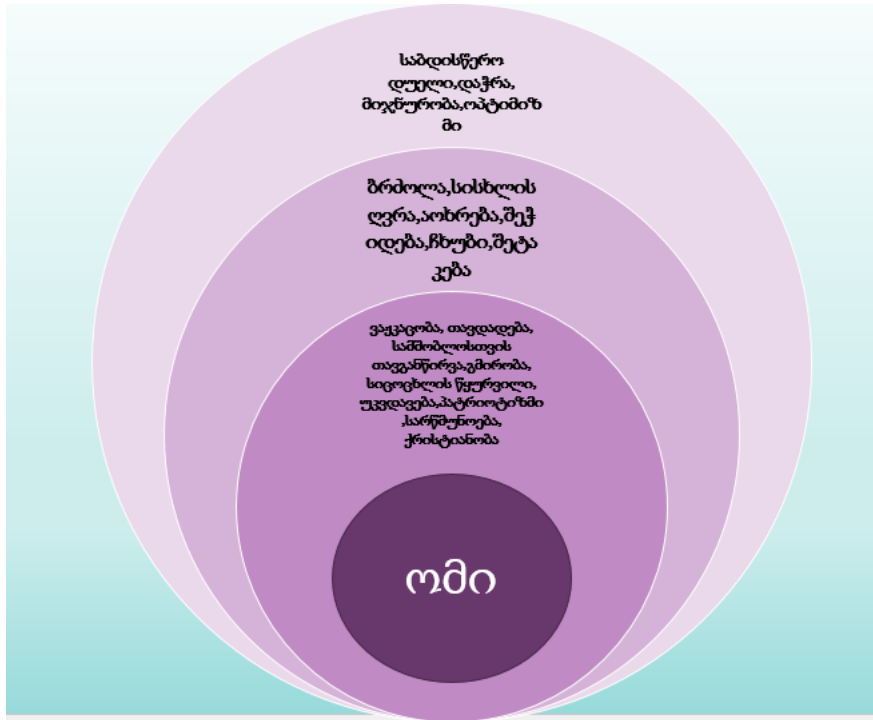 საბდისწერო
დუელი,დაჭრა,
მიჯნურობა,ოპტიმიზ
მი
ბრძოლა,სისხლის
ღვრა,აოხრება,შეჭ
იდება,ჩხუბი,შეტა
კება
ვაჟკაცობა, თავდადება,
სამშობლოსთვის
თავგანწირვა,გმირობა,
სიცოცხლის წყურვილი,
უკვდავება,პატრიოტიზმი
,სარწმუნოება,
ქრისტიანობა
ომი